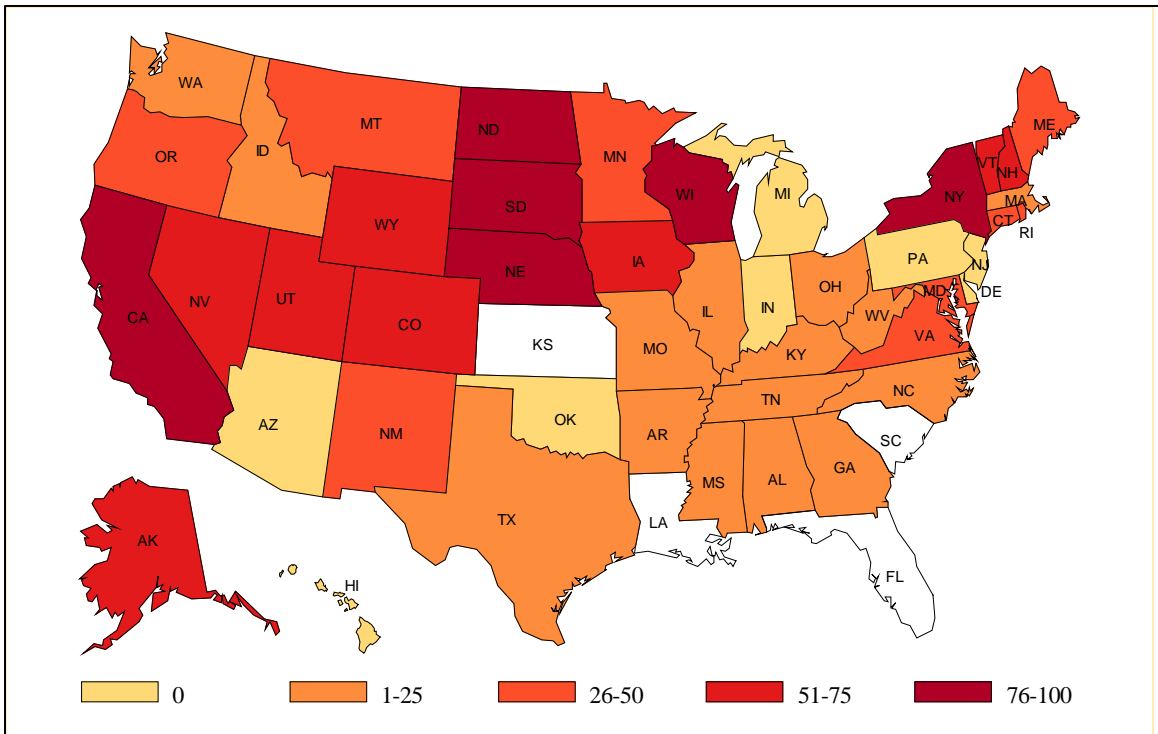 WA
MT
ND
ME
OR
ID
MN
VT
NH
WI
MI
NY
MA
SD
WY
CT
RI
IA
NE
PA
NJ
NV
UT
CO
CA
IL
IN
OH
MD
DE
WV
VA
KS
MO
KY
NC
TN
AZ
NM
OK
AR
SC
MS
AL
GA
TX
LA
AK
HI
FL
0
1-25
26-50
51-75
76-100